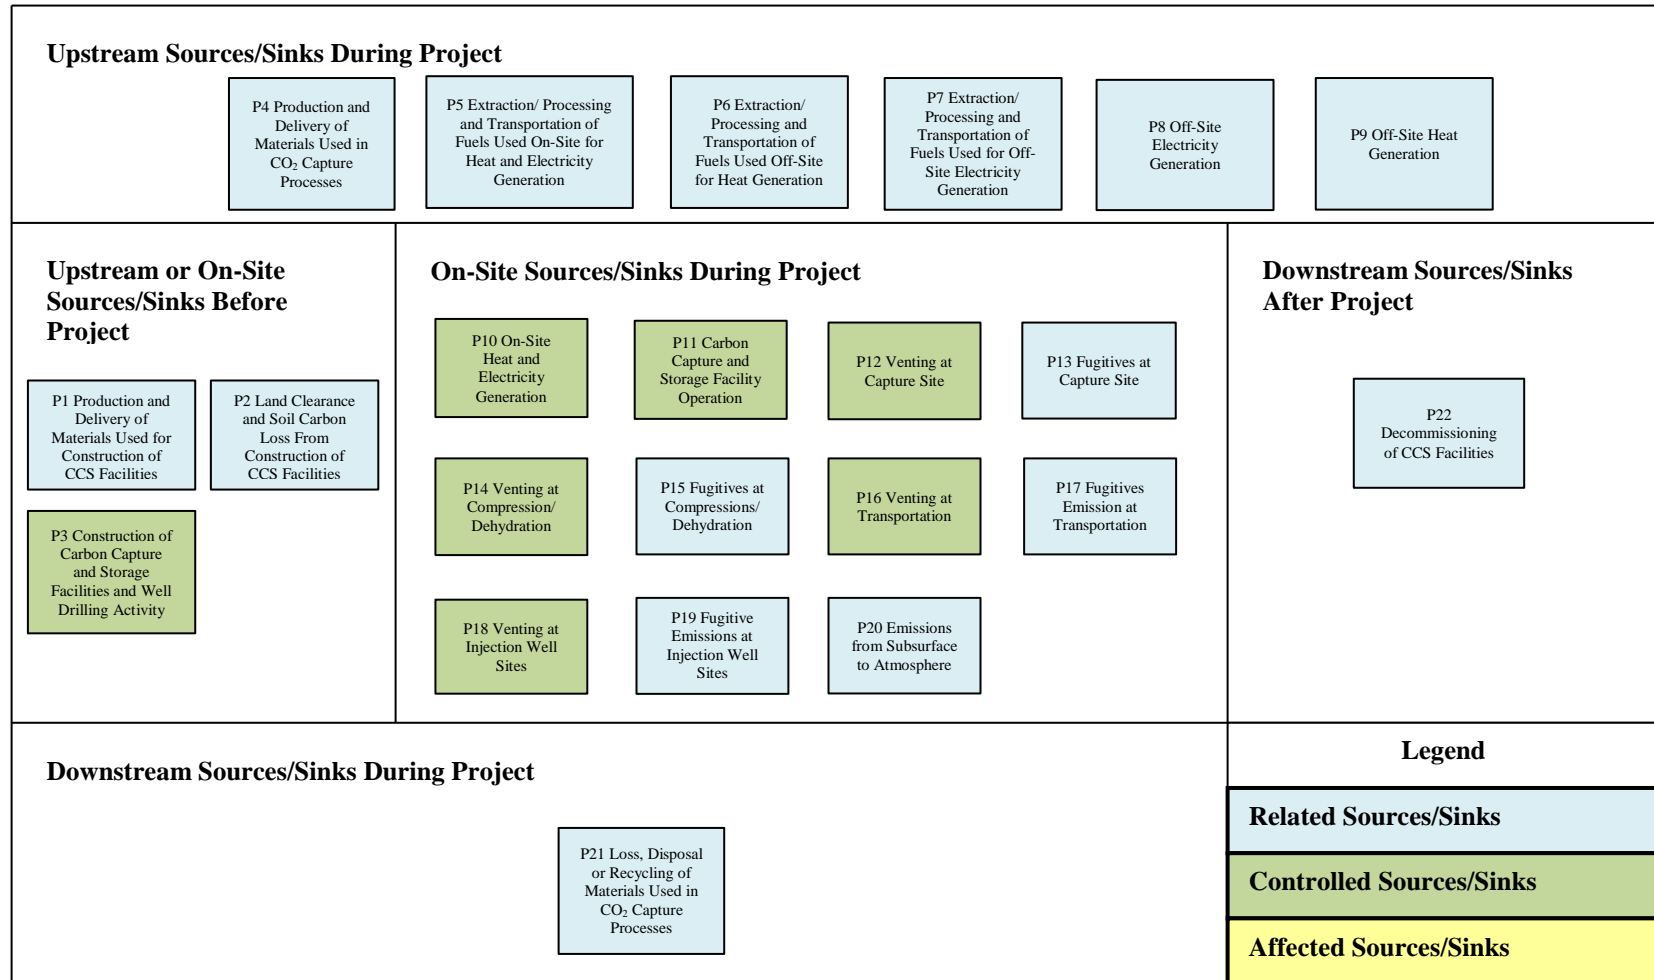 Upstream Sources/Sinks During Project
P4 Production and
Delivery of
Materials Used in
CO₂ Capture
Processes
P5 Extraction/ Processing
and Transportation of
Fuels Used On-Site for
Heat and Electricity
Generation
P6 Extraction/
Processing and
Transportation of
Fuels Used Off-Site
for Heat Generation
P7 Extraction/
Processing and
Transportation of
Fuels Used for Off-
Site Electricity
Generation
P8 Off-Site
Electricity
Generation
P9 Off-Site Heat
Generation
Upstream or On-Site
Sources/Sinks Before
Project
P1 Production and
Delivery of
Materials Used for
Construction of
CCS Facilities
P2 Land Clearance
and Soil Carbon
Loss From
Construction of
CCS Facilities
P3 Construction of
Carbon Capture
and Storage
Facilities and Well
Drilling Activity
On-Site Sources/Sinks During Project
P10 On-Site
Heat and
Electricity
Generation
P11 Carbon
Capture and
Storage Facility
Operation
P12 Venting at
Capture Site
P13 Fugitives at
Capture Site
P14 Venting at
Compression/
Dehydration
P15 Fugitives at
Compressions/
Dehydration
P16 Venting at
Transportation
P17 Fugitives
Emission at
Transportation
P18 Venting at
Injection Well
Sites
P19 Fugitive
Emissions at
Injection Well
Sites
P20 Emissions
from Subsurface
to Atmosphere
Downstream Sources/Sinks
After Project
P22
Decommissioning
of CCS Facilities
Downstream Sources/Sinks During Project
P21 Loss, Disposal
or Recycling of
Materials Used in
CO₂ Capture
Processes
Legend
Related Sources/Sinks
Controlled Sources/Sinks
Affected Sources/Sinks